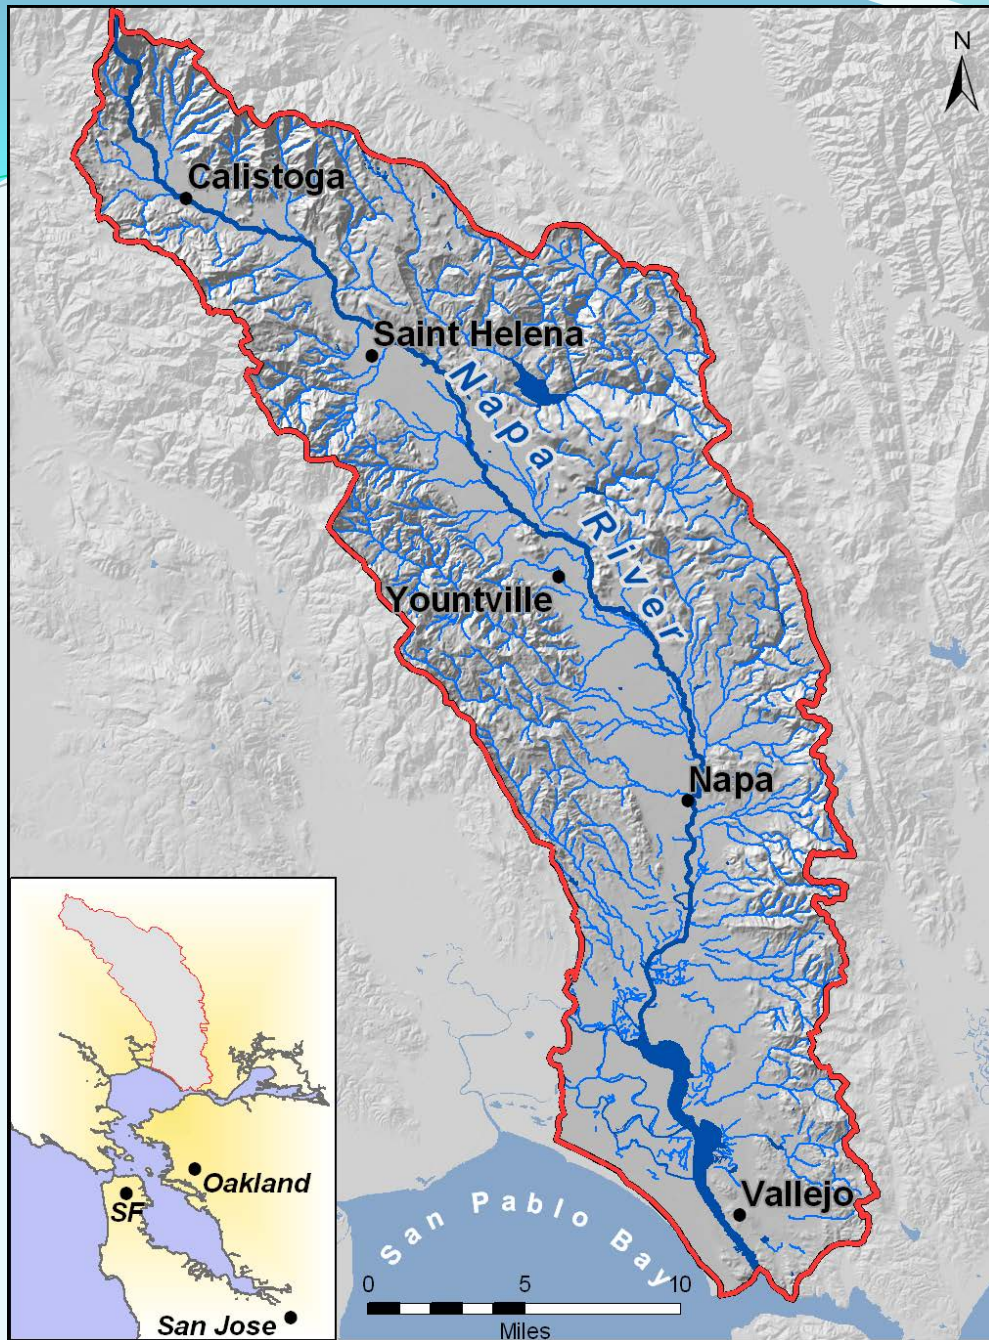 N
Calistoga
Saint Helena
Napa River
Yountville
Napa
Vallejo
San Pablo Bay
0 5 10
Miles
Oakland
SF
San Jose